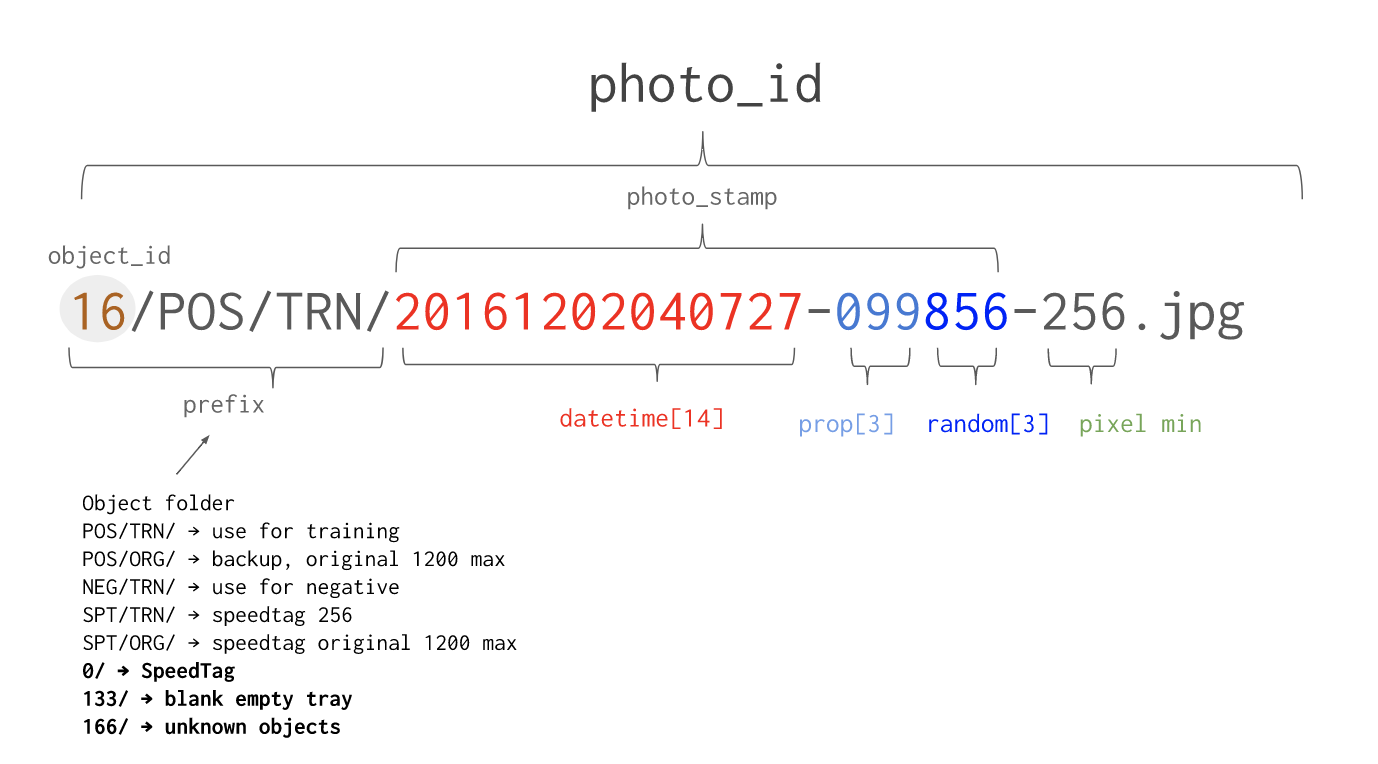 photo_id
photo_stamp
object_id
16/POS/TRN/20161202040727-099856-256.jpg
prefix
datetime[14]
prop[3]
random[3]
pixel min
Object folder
POS/TRN/ → use for training
POS/ORG/ → backup, original 1200 max
NEG/TRN/ → use for negative
SPT/TRN/ → speedtag 256
SPT/ORG/ → speedtag original 1200 max
0/ → SpeedTag
133/ → blank empty tray
166/ → unknown objects